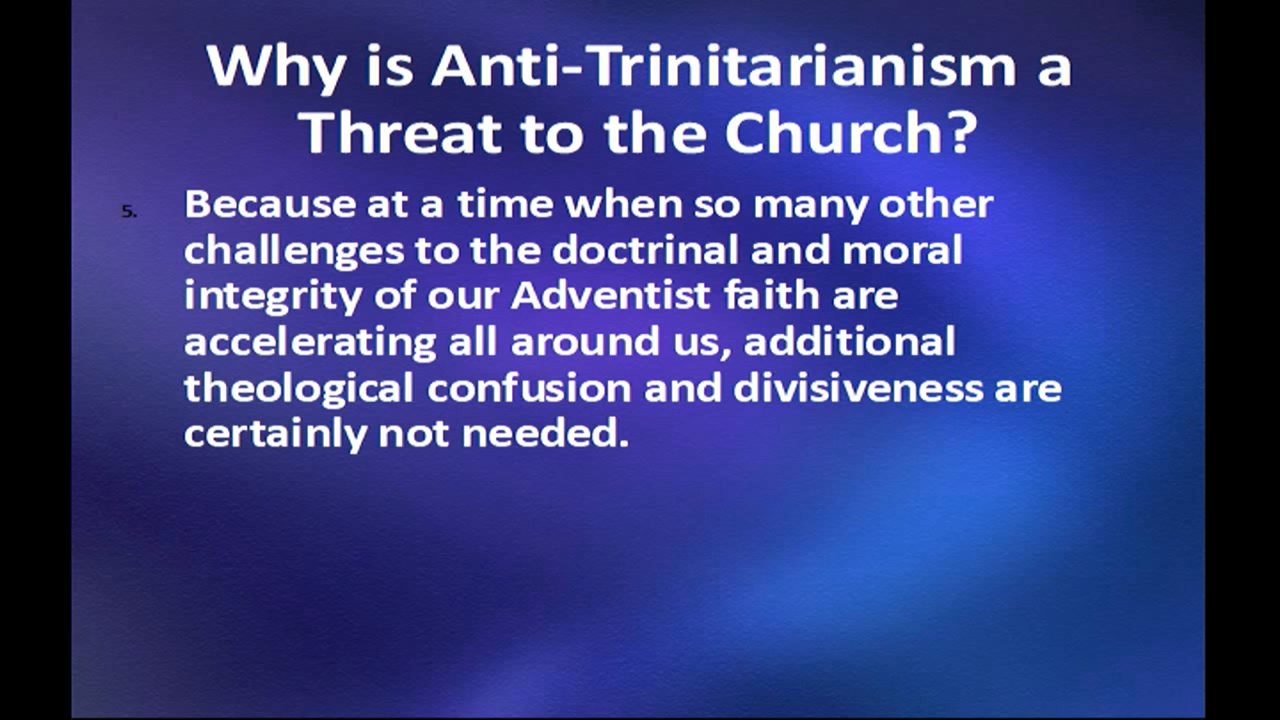 Why is Anti-Trinitarianism a
Threat to the Church?
5. Because at a time when so many other
challenges to the doctrinal and moral
integrity of our Adventist faith are
accelerating all around us, additional
theological confusion and divisiveness are
certainly not needed.